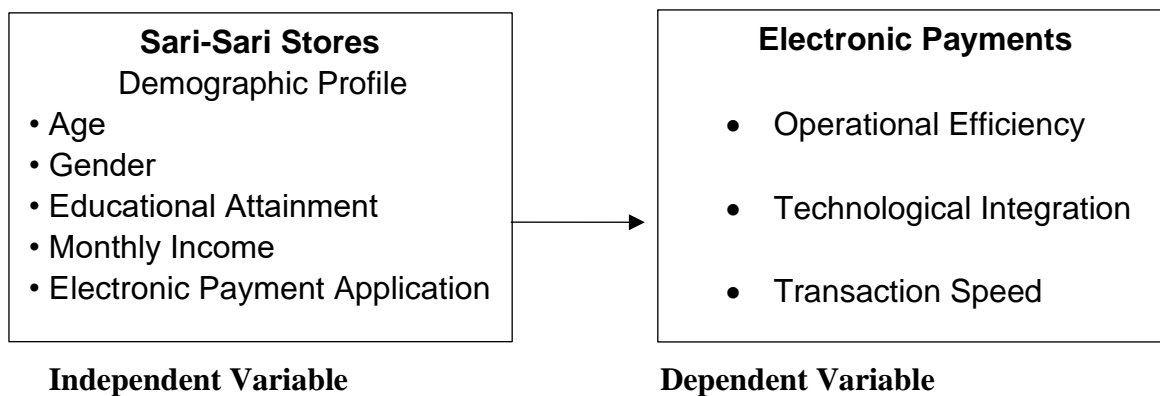 Sari-Sari Stores
Demographic Profile
• Age
• Gender
• Educational Attainment
• Monthly Income
• Electronic Payment Application
Electronic Payments
• Operational Efficiency
• Technological Integration
• Transaction Speed
Independent Variable
Dependent Variable